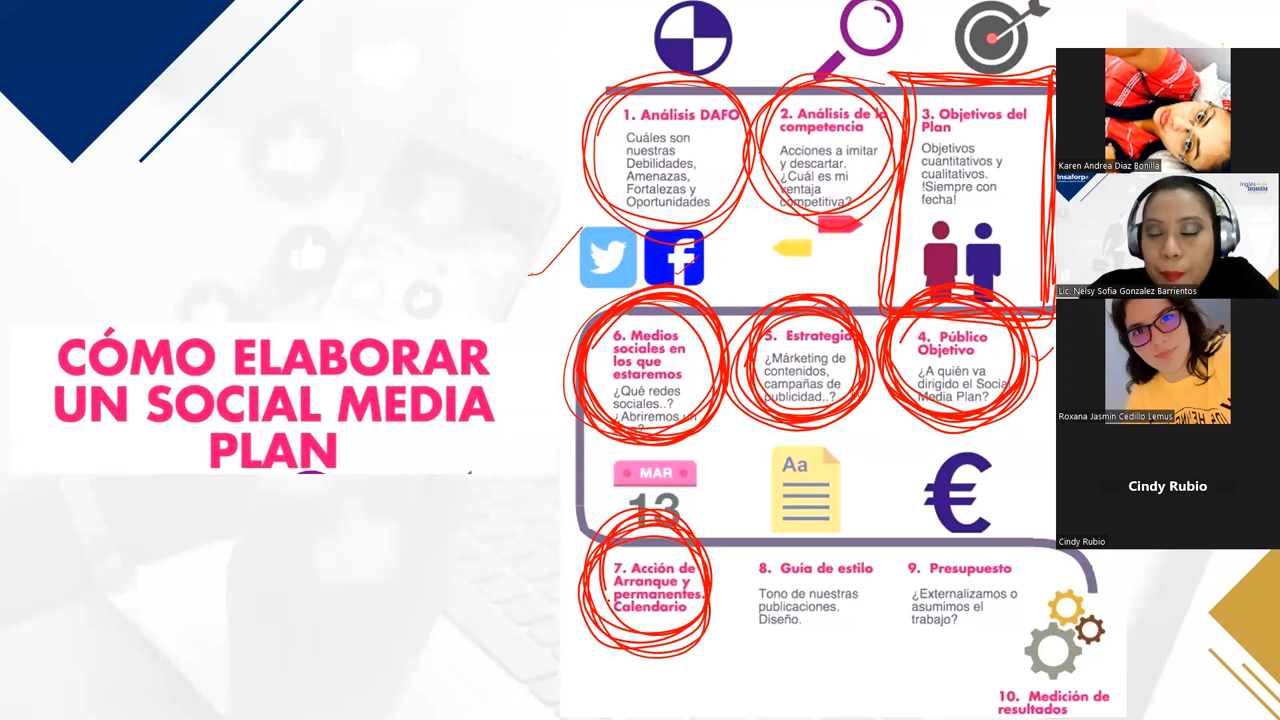 CÓMO ELABORAR
UN SOCIAL MEDIA
PLAN
1. Análisis DAFO
Cuáles son
nuestras
Debilidades,
Amenazas,
Fortalezas y
Oportunidades
2. Análisis de la
competencia
Acciones a imitar
y descartar.
¿Cuál es mi
ventaja
competitiva?
3. Objetivos del
Plan
Objetivos
cuantitativos y
cualitativos.
!Siempre con
fecha!
6. Medios
sociales en
los que
estaremos
¿Qué redes
sociales..?
¿Abriremos un
5. Estrategia
¿Márketing de
contenidos,
campañas de
publicidad..?
4. Público
Objetivo
¿A quién va
dirigido el Social
Media Plan?
MAR
13
Aa
€
7. Acción de
Arranque y
permanentes.
Calendario
8. Guía de estilo
Tono de nuestras
publicaciones.
Diseño.
9. Presupuesto
¿Externalizamos o
asumimos el
trabajo?
10. Medición de
resultados
Karen Andrea Diaz Bonilla
Insaforp
Lic. Nelsy Sofia Gonzalez Barrientos
Roxana Jasmin Cedillo Lemus
Cindy Rubio
Cindy Rubio